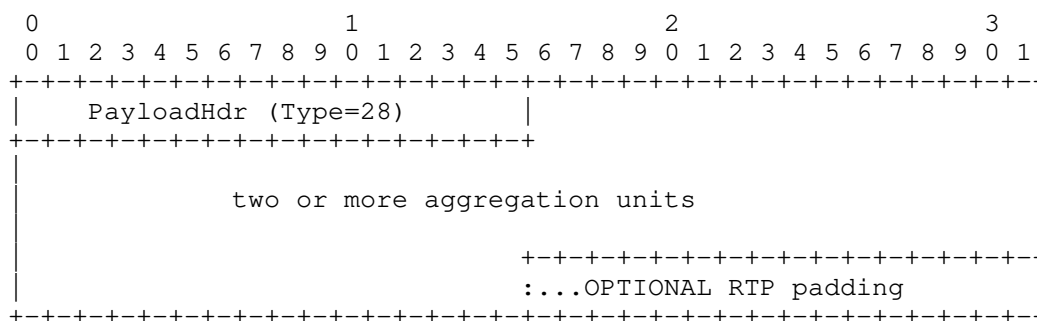 0                   1                   2                   3
0 1 2 3 4 5 6 7 8 9 0 1 2 3 4 5 6 7 8 9 0 1 2 3 4 5 6 7 8 9 0 1
+-+-+-+-+-+-+-+-+-+-+-+-+-+-+-+-+-+-+-+-+-+-+-+-+-+-+-+-+-+-+-+-
|    PayloadHdr (Type=28)       |
+-+-+-+-+-+-+-+-+-+-+-+-+-+-+-+-+
|
|             two or more aggregation units
|
|                               +-+-+-+-+-+-+-+-+-+-+-+-+-+-+-+-
|                               :...OPTIONAL RTP padding
+-+-+-+-+-+-+-+-+-+-+-+-+-+-+-+-+-+-+-+-+-+-+-+-+-+-+-+-+-+-+-+-